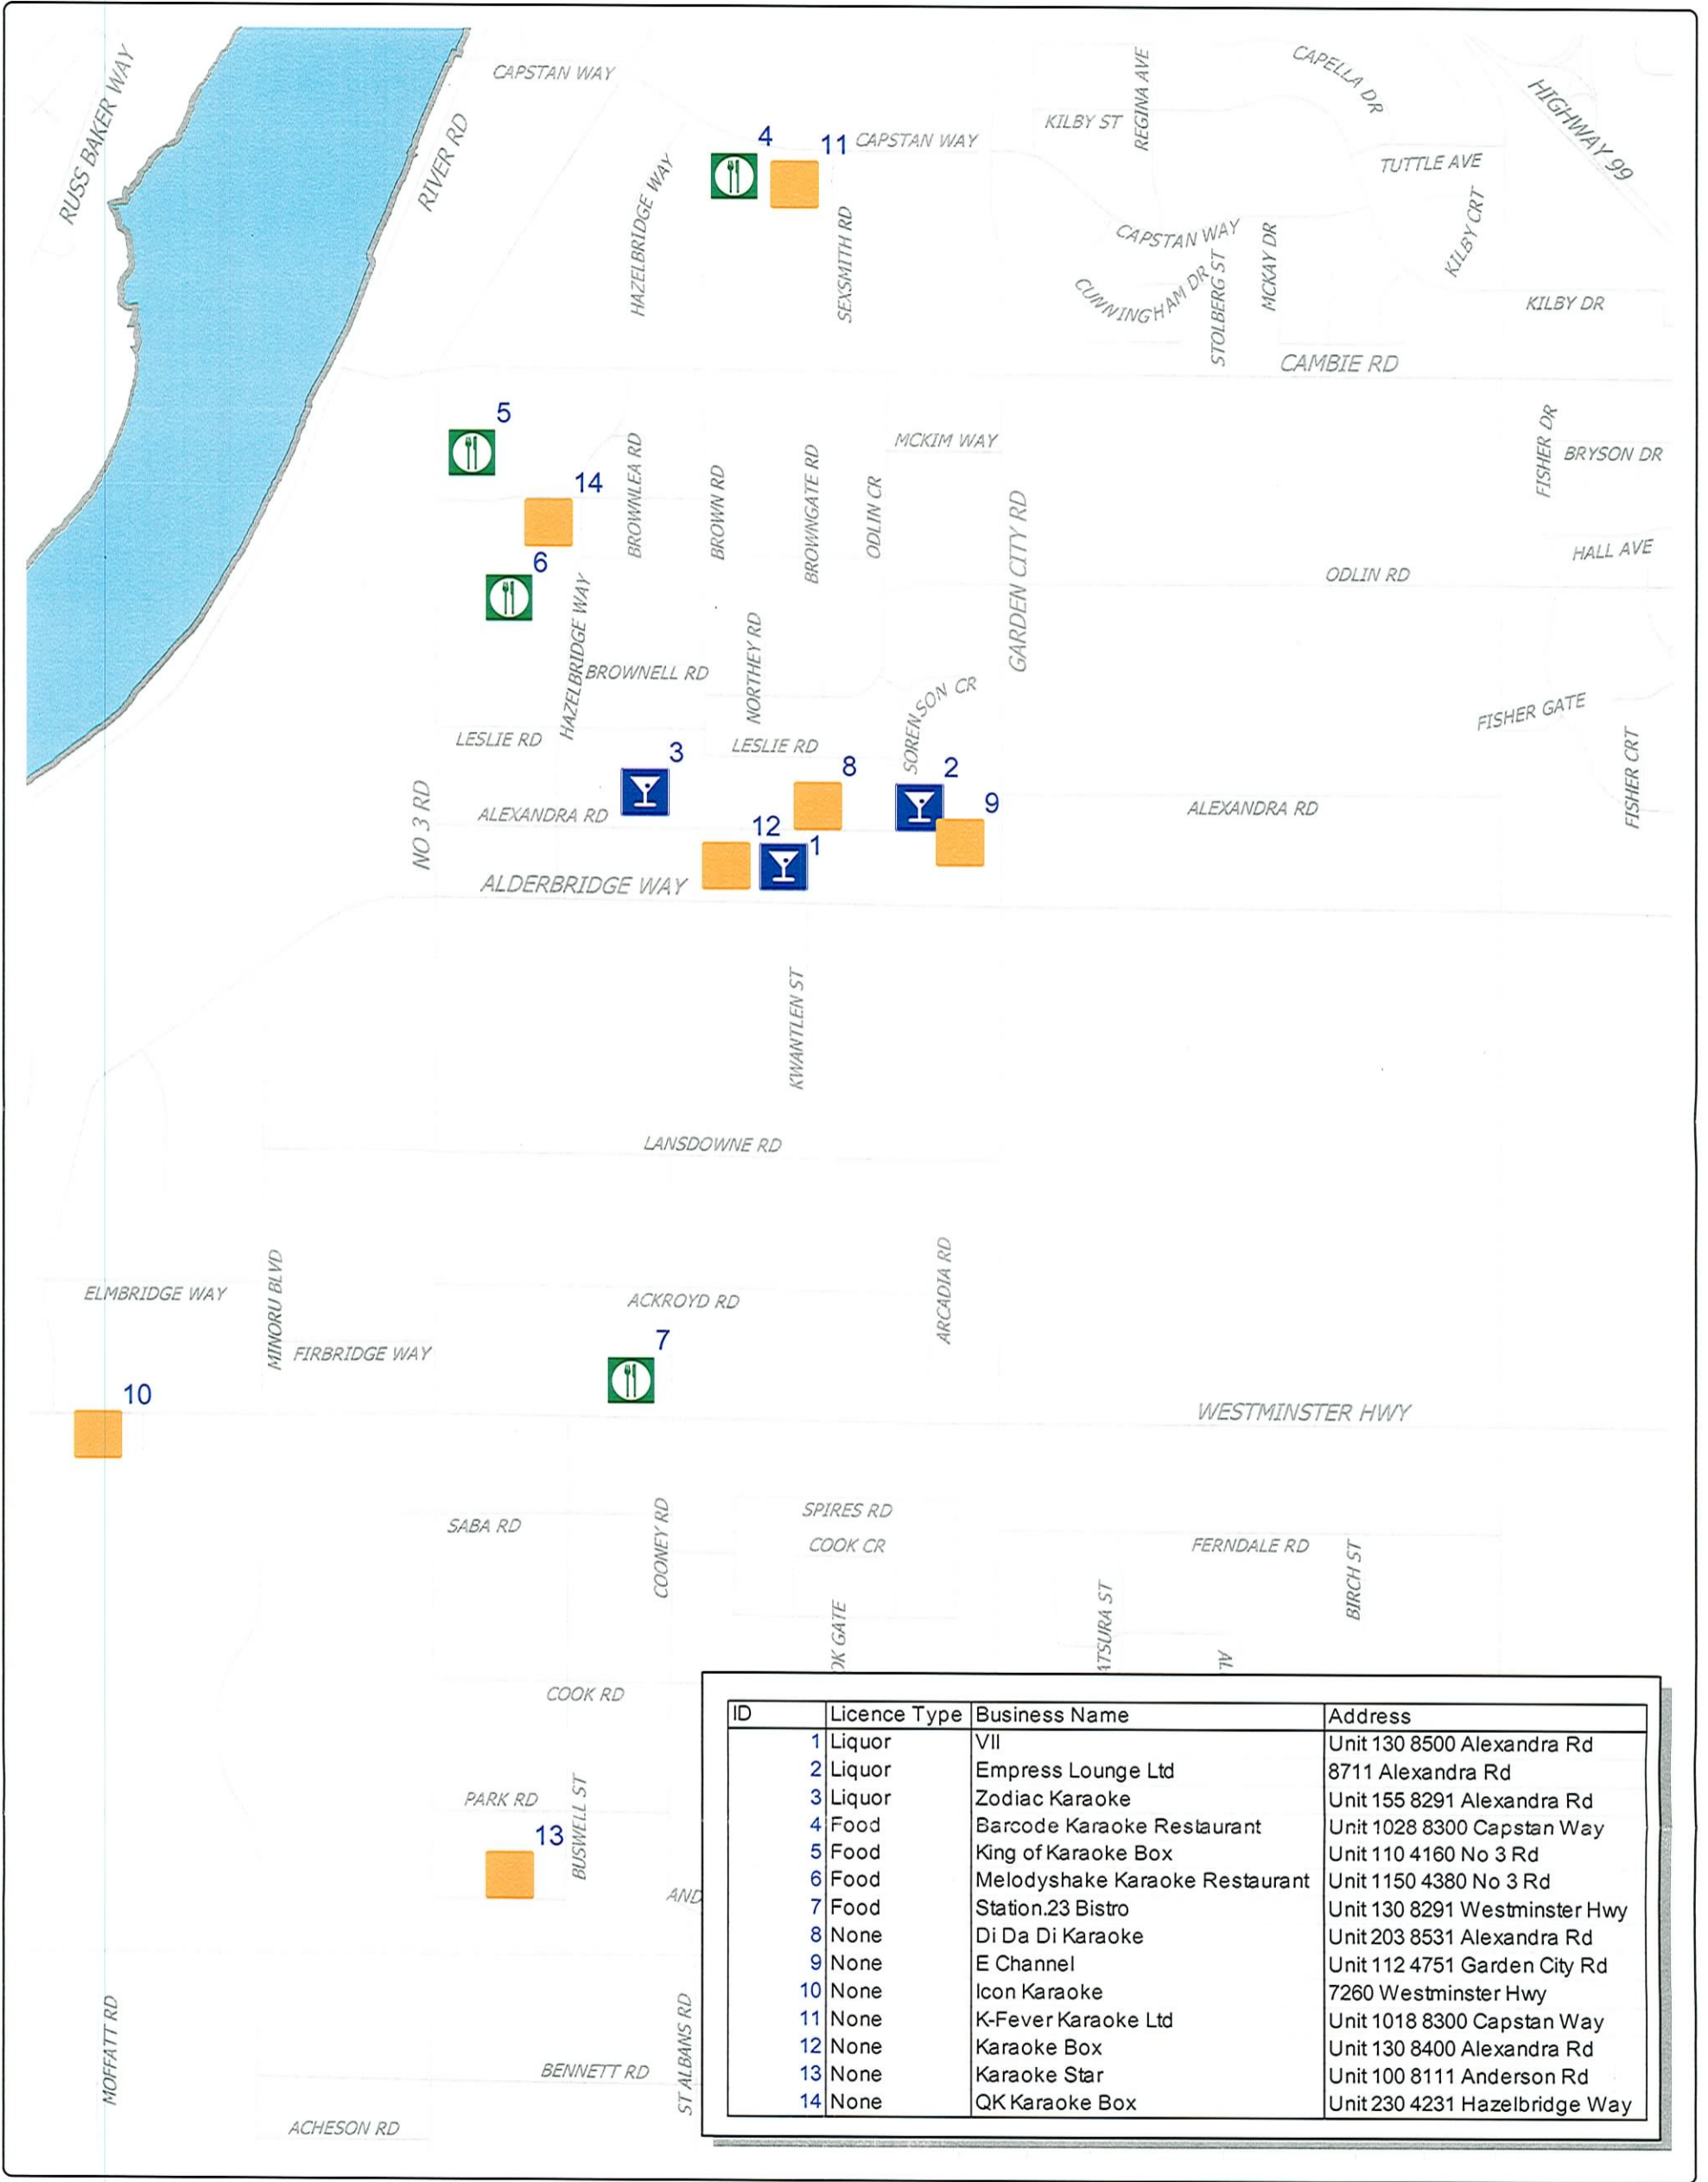 RUSS BAKER WAY
CAPSTAN WAY
RIVER RD
HAZELBRIDGE WAY
4
11
CAPSTAN WAY
SEXSMITH RD
KILBY ST
REGINA AVE
CAPELLA DR
HIGHWAY 99
TUTTLE AVE
KILBY CRT
CAPSTAN WAY
CUNNINGHAM DR
STOLBERG ST
MCKAY DR
KILBY DR
CAMBIE RD
5
14
6
BROWNLEA RD
BROWN RD
BROWNGATE RD
ODLIN CR
MCKIM WAY
GARDEN CITY RD
FISHER DR
BRYSON DR
HALL AVE
ODLIN RD
HAZELBRIDGE WAY
BROWNELL RD
NORTHEY RD
SORENSON CR
FISHER GATE
FISHER CRT
LESLIE RD
3
LESLIE RD
8
2
9
NO 3 RD
ALEXANDRA RD
12
1
ALEXANDRA RD
ALDERBRIDGE WAY
KWANTLEN ST
LANSDOWNE RD
ELMBRIDGE WAY
MINORU BLVD
ACKROYD RD
ARCADIA RD
FIRBRIDGE WAY
7
10
WESTMINSTER HWY
SABA RD
COONEY RD
SPIRES RD
COOK CR
FERNDALE RD
BIRCH ST
OK GATE
ATSURA ST
AL
COOK RD
PARK RD
BUSWELL ST
13
AND
MOFFATT RD
ST ALBANS RD
BENNETT RD
ACHESON RD
ID Licence Type Business Name Address
1 Liquor VII Unit 130 8500 Alexandra Rd
2 Liquor Empress Lounge Ltd 8711 Alexandra Rd
3 Liquor Zodiac Karaoke Unit 155 8291 Alexandra Rd
4 Food Barcode Karaoke Restaurant Unit 1028 8300 Capstan Way
5 Food King of Karaoke Box Unit 110 4160 No 3 Rd
6 Food Melodyshake Karaoke Restaurant Unit 1150 4380 No 3 Rd
7 Food Station.23 Bistro Unit 130 8291 Westminster Hwy
8 None Di Da Di Karaoke Unit 203 8531 Alexandra Rd
9 None E Channel Unit 112 4751 Garden City Rd
10 None Icon Karaoke 7260 Westminster Hwy
11 None K-Fever Karaoke Ltd Unit 1018 8300 Capstan Way
12 None Karaoke Box Unit 130 8400 Alexandra Rd
13 None Karaoke Star Unit 100 8111 Anderson Rd
14 None QK Karaoke Box Unit 230 4231 Hazelbridge Way